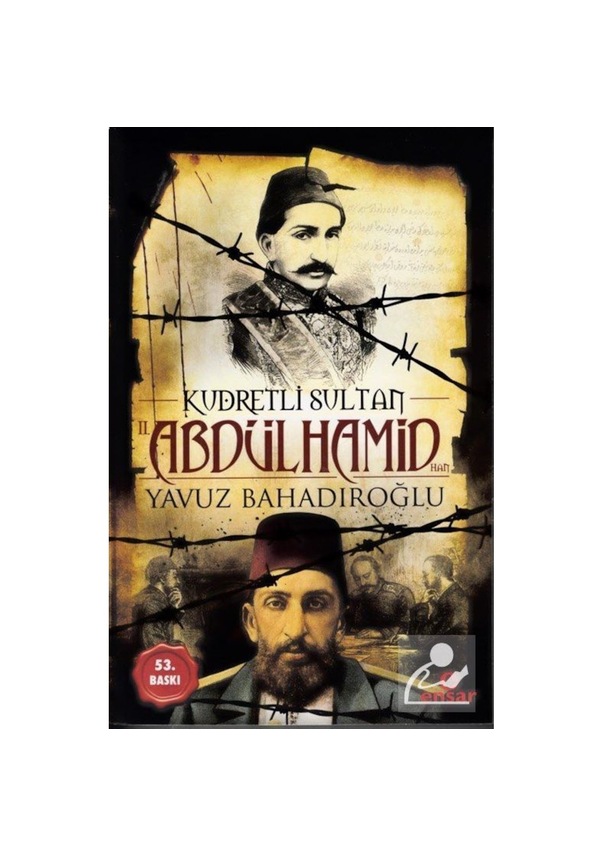 KUDRETLİ SULTAN
II. ABDÜLHAMİD HAN
YAVUZ BAHADIROĞLU
53.
BASKI
ensar